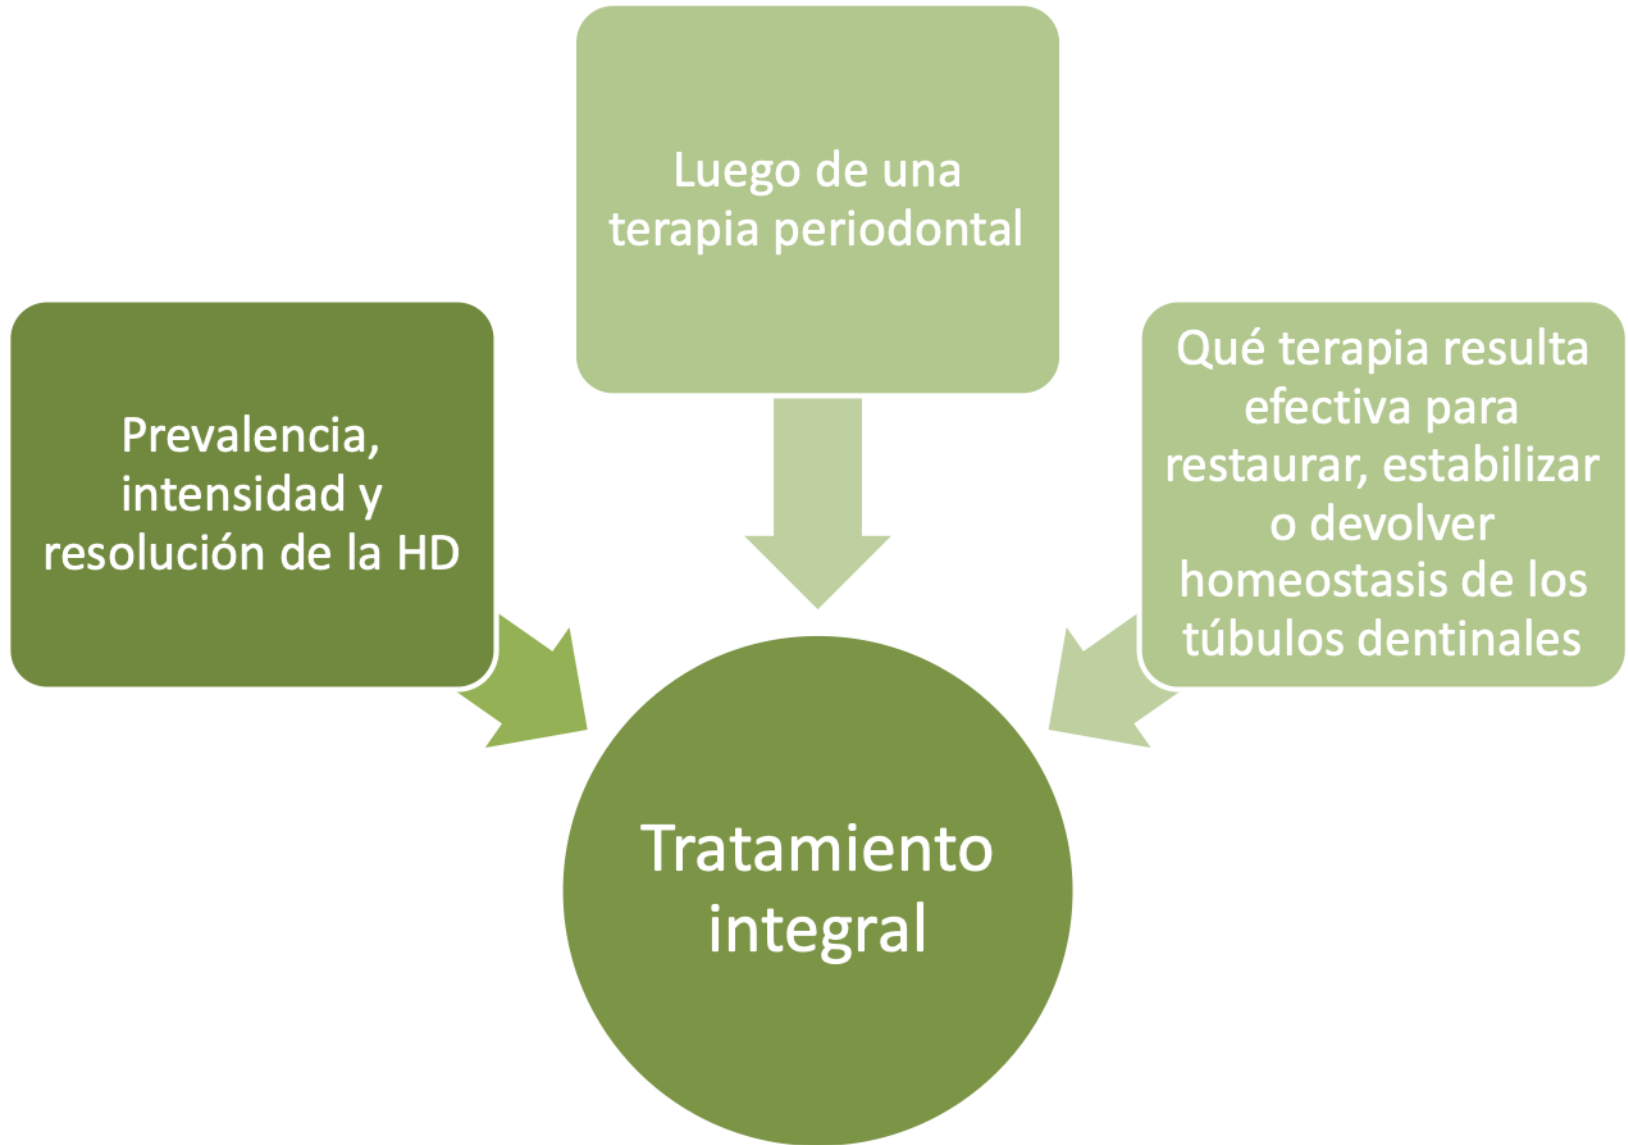 Luego de una
terapia periodontal
Prevalencia,
intensidad y
resolución de la HD
Qué terapia resulta
efectiva para
restaurar, estabilizar
o devolver
homeostasis de los
túbulos dentinales
Tratamiento
integral